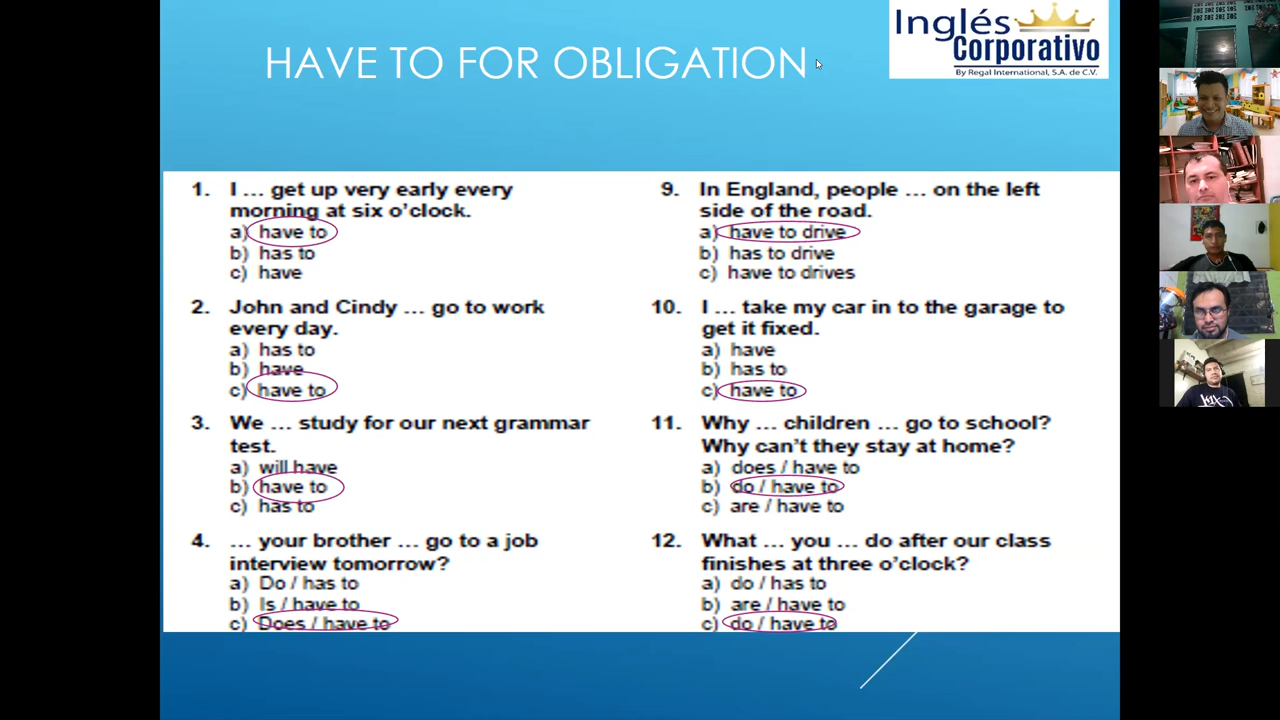 HAVE TO FOR OBLIGATION
Inglés
Corporativo
By Regal International, S.A. de C.V.
1. I ... get up very early every
morning at six o'clock.
a) have to
b) has to
c) have
2. John and Cindy ... go to work
every day.
a) has to
b) have
c) have to
3. We ... study for our next grammar
test.
a) will have
b) have to
c) has to
4. ... your brother ... go to a job
interview tomorrow?
a) Do / has to
b) Is / have to
c) Does / have to
9. In England, people ... on the left
side of the road.
a) have to drive
b) has to drive
c) have to drives
10. I ... take my car in to the garage to
get it fixed.
a) have
b) has to
c) have to
11. Why ... children ... go to school?
Why can't they stay at home?
a) does / have to
b) do / have to
c) are / have to
12. What ... you ... do after our class
finishes at three o'clock?
a) do / has to
b) are / have to
c) do / have to